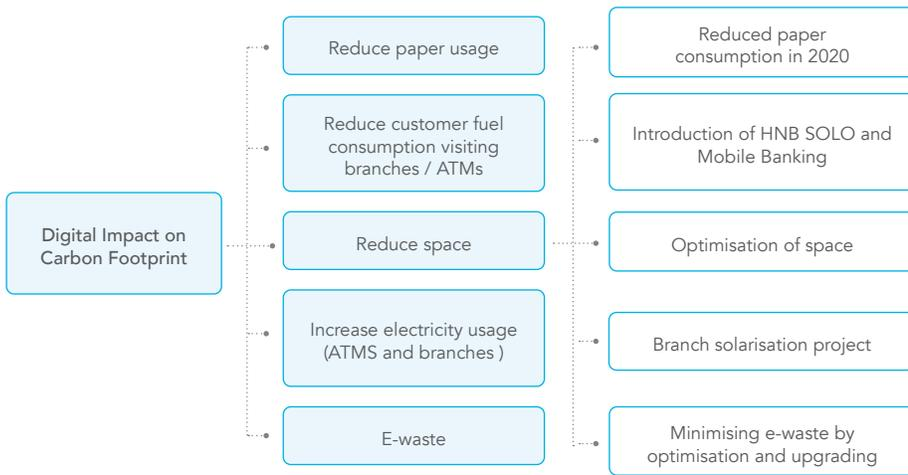 Digital Impact on
Carbon Footprint
Reduce paper usage
Reduce customer fuel
consumption visiting
branches / ATMs
Reduce space
Increase electricity usage
(ATMS and branches )
E-waste
Reduced paper
consumption in 2020
Introduction of HNB SOLO and
Mobile Banking
Optimisation of space
Branch solarisation project
Minimising e-waste by
optimisation and upgrading